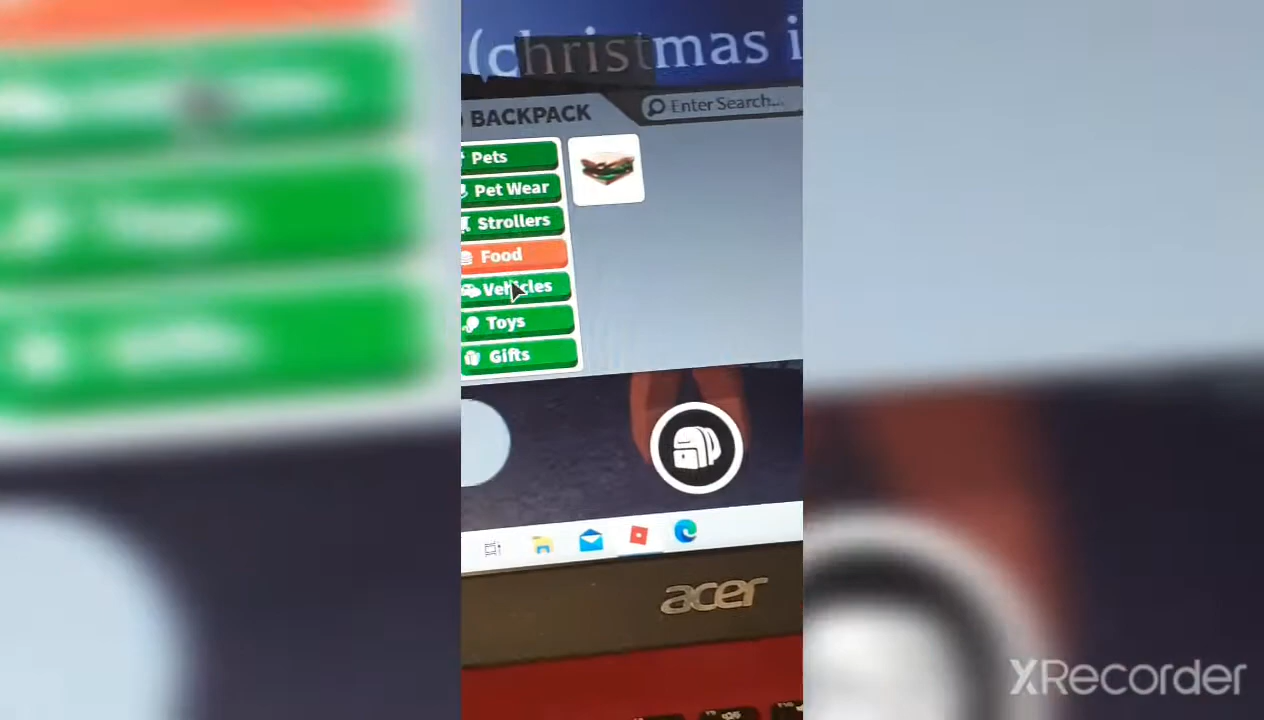 (christmas i
BACKPACK
Enter Search...
Pets
Pet Wear
Strollers
Food
Vehicles
Toys
Gifts
acer
XRecorder